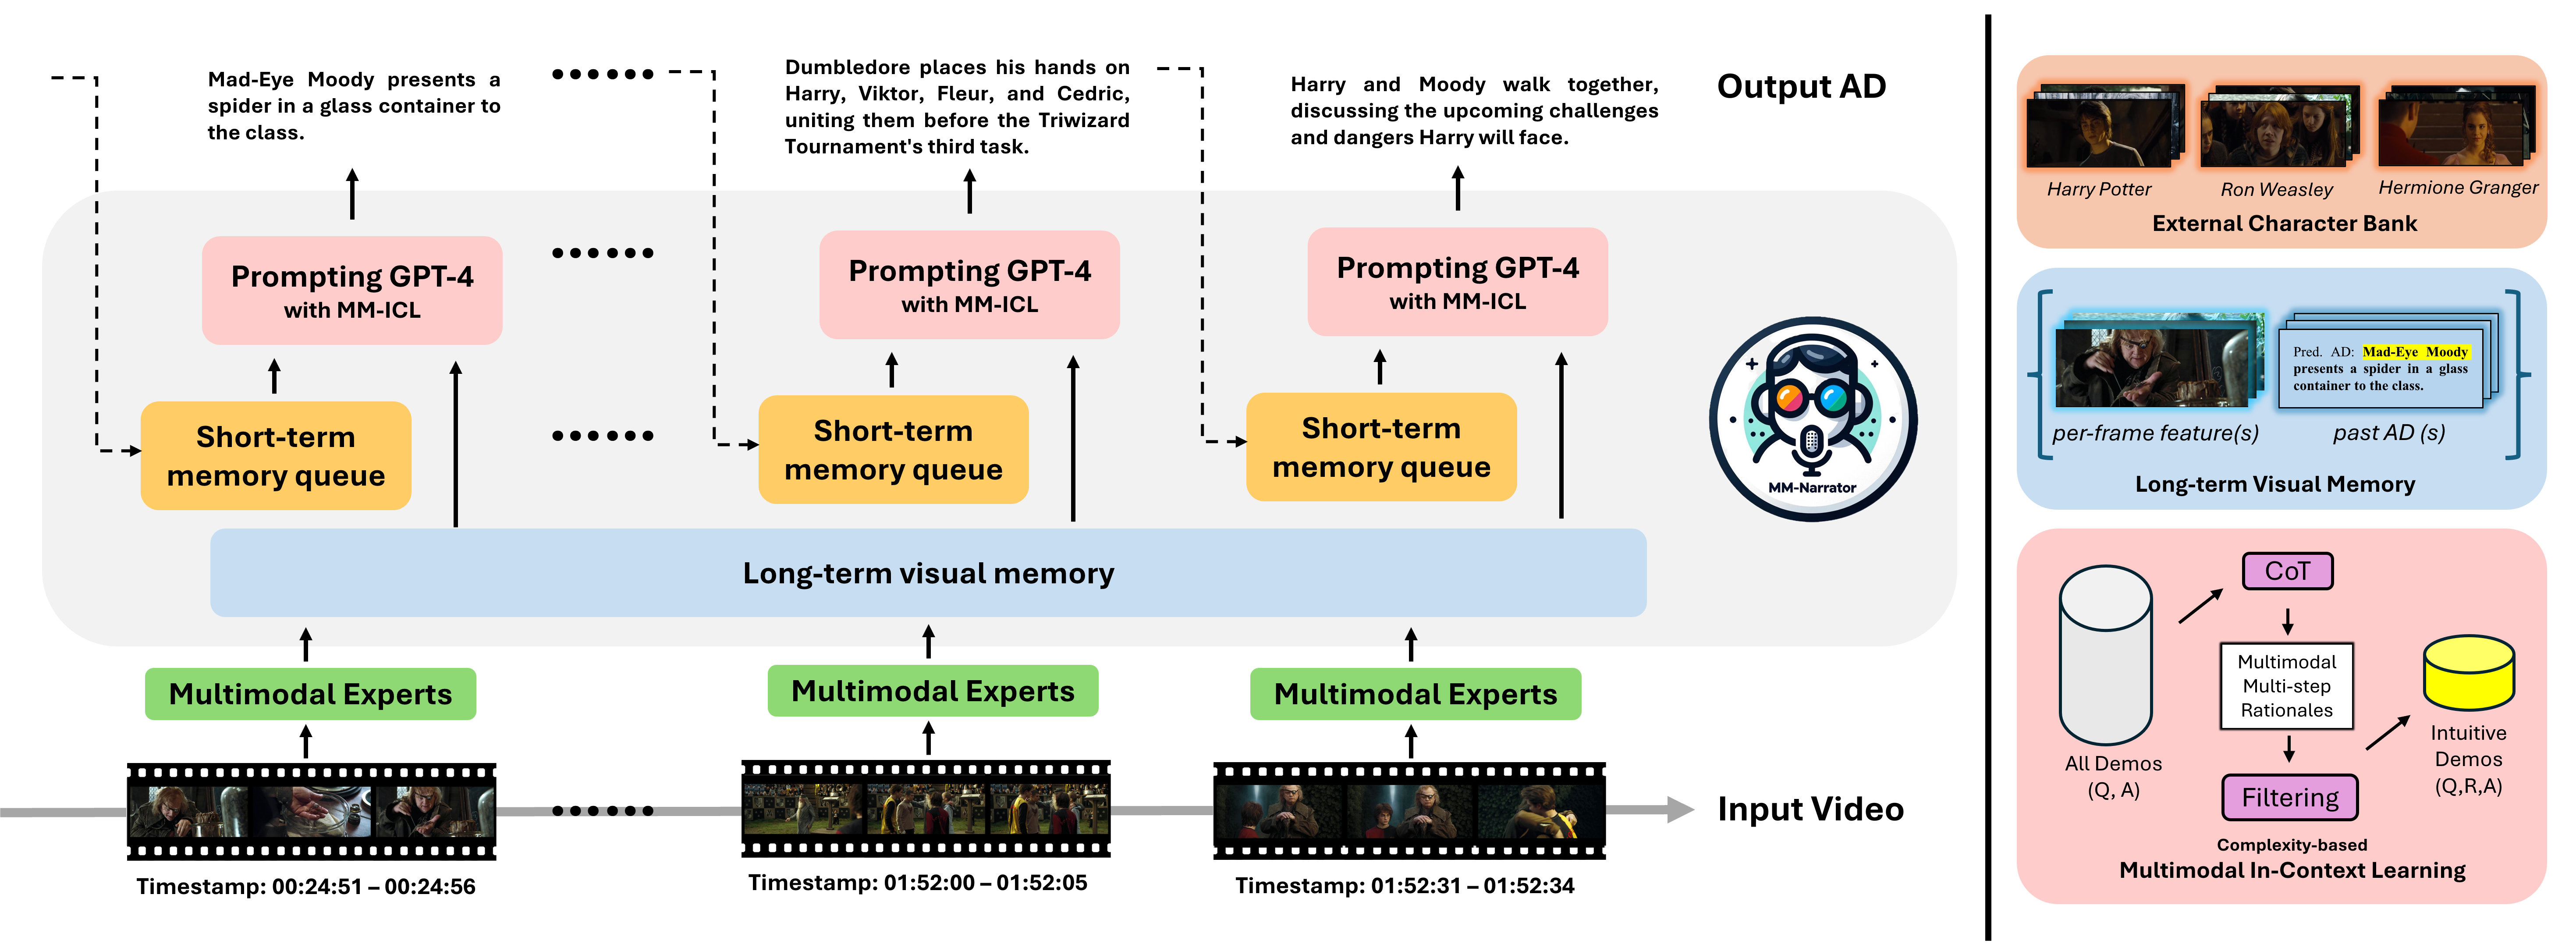 Mad-Eye Moody presents a
spider in a glass container to
the class.
Dumbledore places his hands on
Harry, Viktor, Fleur, and Cedric,
uniting them before the Triwizard
Tournament's third task.
Harry and Moody walk together,
discussing the upcoming challenges
and dangers Harry will face.
Output AD
Prompting GPT-4
with MM-ICL
Prompting GPT-4
with MM-ICL
Prompting GPT-4
with MM-ICL
Short-term
memory queue
Short-term
memory queue
Short-term
memory queue
MM-Narrator
Long-term visual memory
Multimodal Experts
Multimodal Experts
Multimodal Experts
Input Video
Timestamp: 00:24:51 – 00:24:56
Timestamp: 01:52:00 – 01:52:05
Timestamp: 01:52:31 – 01:52:34
Harry Potter
Ron Weasley
Hermione Granger
External Character Bank
Pred. AD: Mad-Eye Moody
presents a spider in a glass
container to the class.
per-frame feature(s)
past AD (s)
Long-term Visual Memory
CoT
Multimodal
Multi-step
Rationales
Filtering
All Demos
(Q, A)
Intuitive
Demos
(Q,R,A)
Complexity-based
Multimodal In-Context Learning